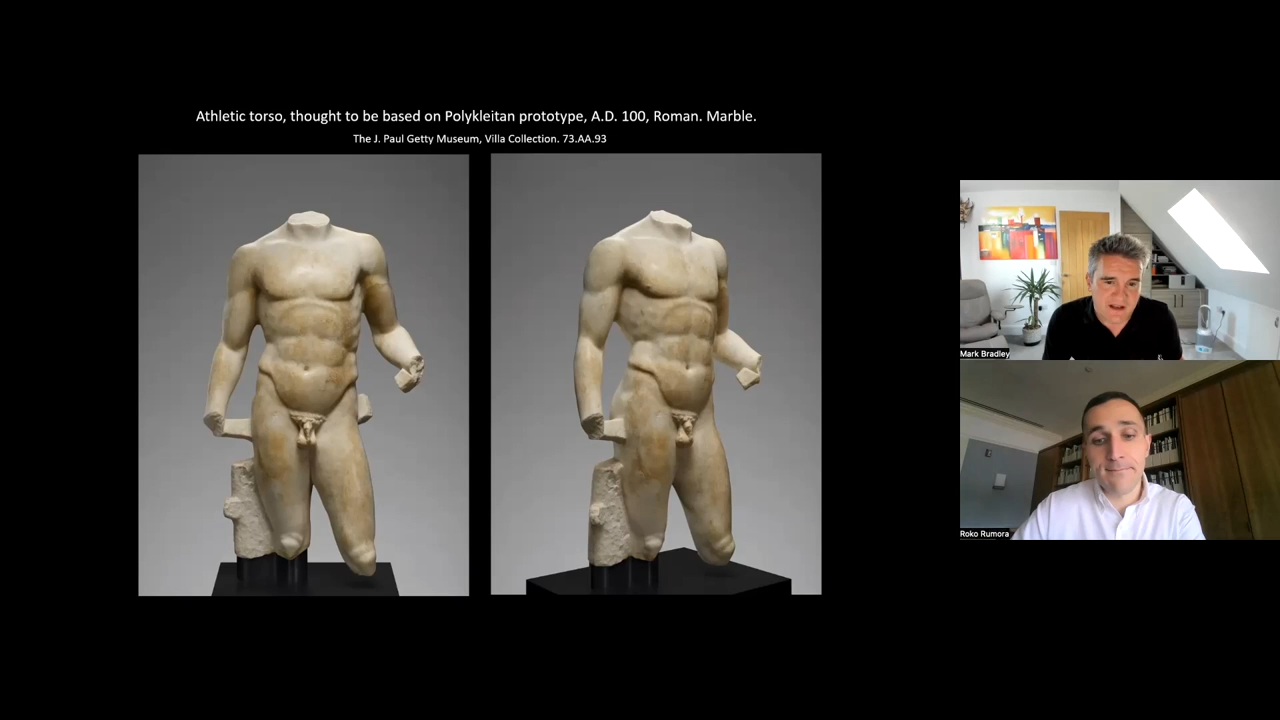 Athletic torso, thought to be based on Polykleitan prototype, A.D. 100, Roman. Marble.
The J. Paul Getty Museum, Villa Collection. 73.AA.93
Mark Bradley
Roko Rumora